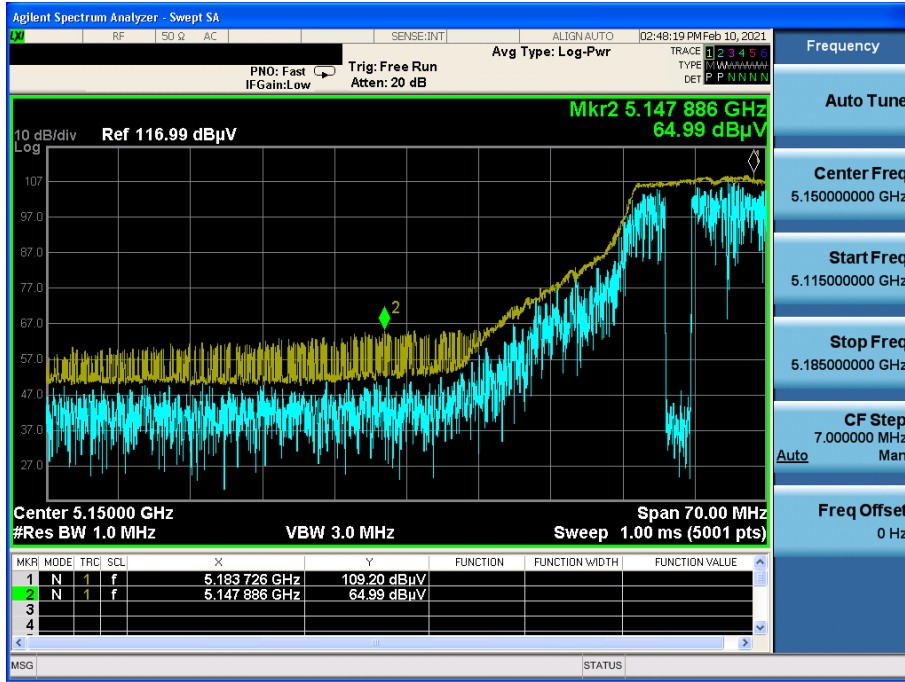 Agilent Spectrum Analyzer - Swept SA
LXI RF 50 Ω AC SENSE:INT ALIGN AUTO 02:48:19 PM Feb 10, 2021
Avg Type: Log-Pwr
TRACE 1 2 3 4 5 6
PNO: Fast Trig: Free Run
TYPE M W W W W W
IFGain:Low Atten: 20 dB
DET P P N N N N
Mkr2 5.147 886 GHz
64.99 dBµV
10 dB/div Ref 116.99 dBµV
Log
1
107
97.0
87.0
77.0
2
67.0
57.0
47.0
37.0
27.0
Center 5.15000 GHz Span 70.00 MHz
#Res BW 1.0 MHz VBW 3.0 MHz Sweep 1.00 ms (5001 pts)
MKR MODE TRC SCL X Y FUNCTION FUNCTION WIDTH FUNCTION VALUE
1 N 1 f 5.183 726 GHz 109.20 dBµV
2 N 1 f 5.147 886 GHz 64.99 dBµV
3
4
MSG STATUS
Frequency
Auto Tune
Center Freq
5.150000000 GHz
Start Freq
5.115000000 GHz
Stop Freq
5.185000000 GHz
CF Step
7.000000 MHz
Auto Man
Freq Offset
0 Hz